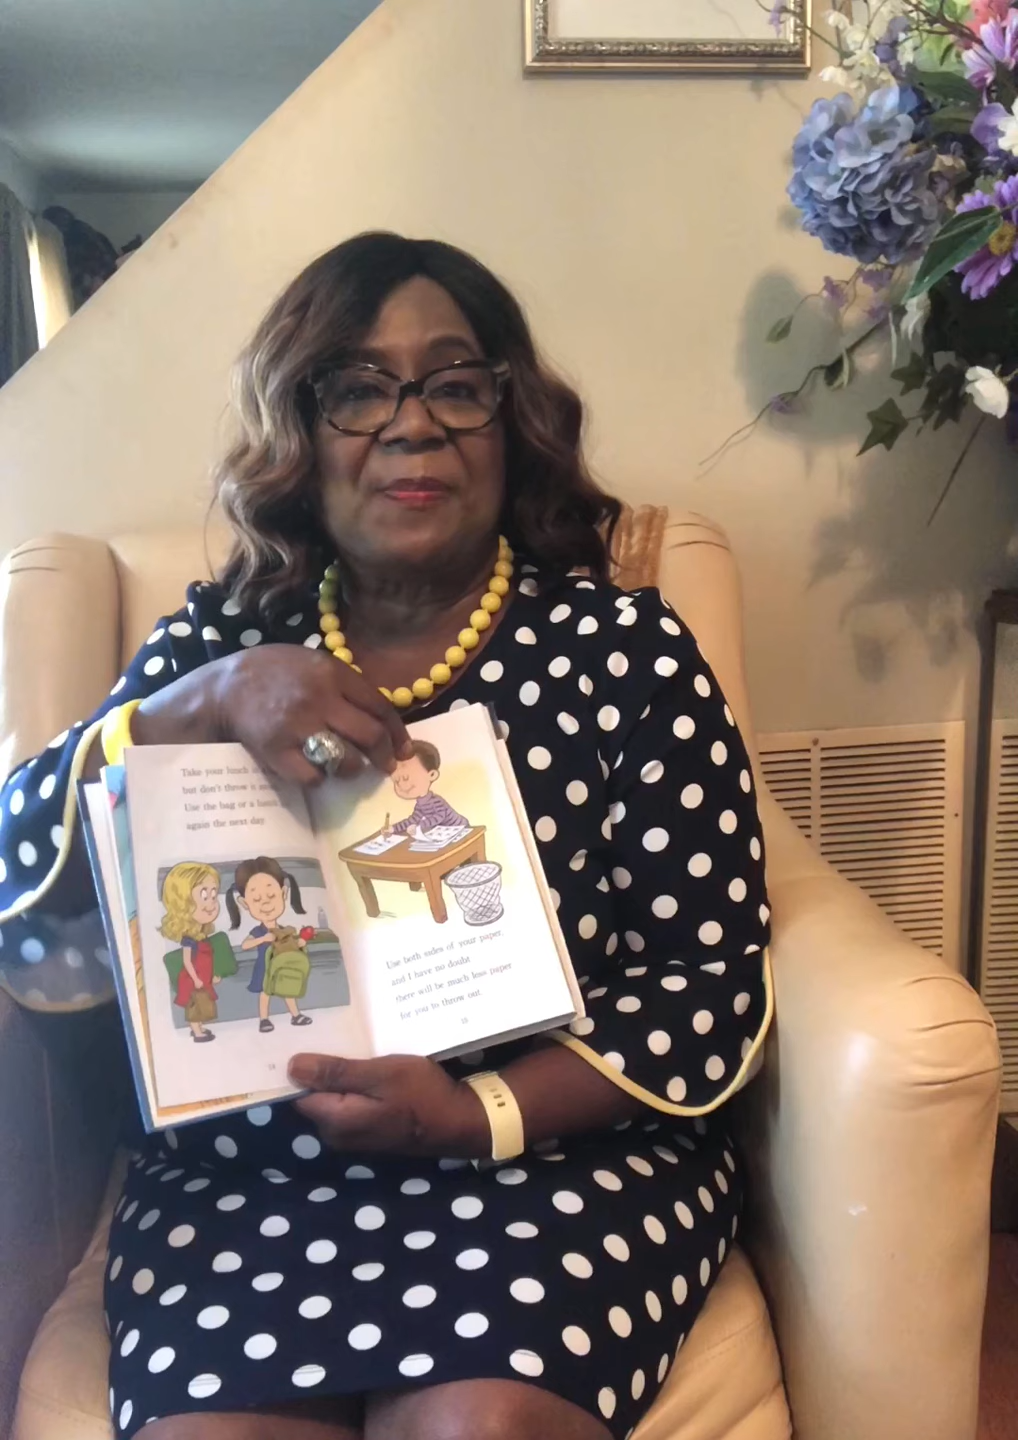 Take your lunch
but don't throw it
Use the bag or a
again the next day.
14
Use both sides of your paper,
and I have no doubt
there will be much less paper
for you to throw out.
15